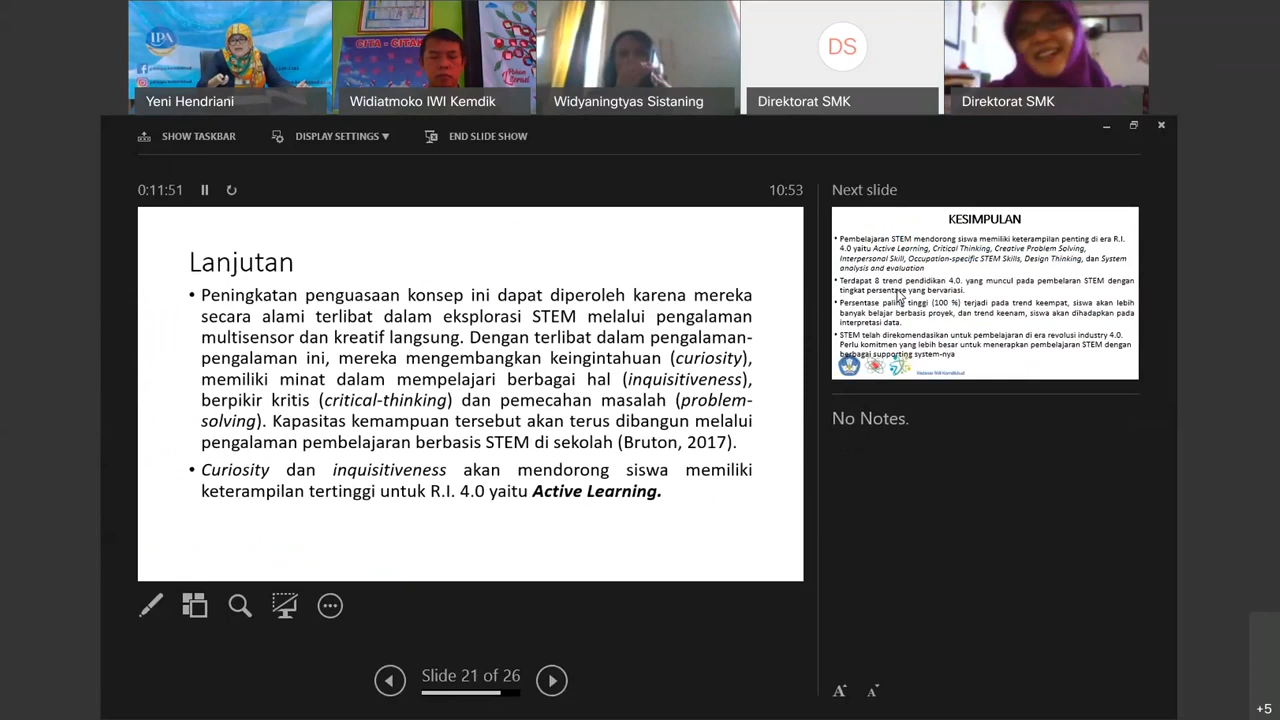 IPA
CITA - CITA
Yeni Hendriani
Widiatmoko IWI Kemdik
Widyaningtyas Sistaning
DS
Direktorat SMK
Direktorat SMK
SHOW TASKBAR
DISPLAY SETTINGS ▼
END SLIDE SHOW
0:11:51
10:53
Next slide
Lanjutan
• Peningkatan penguasaan konsep ini dapat diperoleh karena mereka
secara alami terlibat dalam eksplorasi STEM melalui pengalaman
multisensor dan kreatif langsung. Dengan terlibat dalam pengalaman-
pengalaman ini, mereka mengembangkan keingintahuan (curiosity),
memiliki minat dalam mempelajari berbagai hal (inquisitiveness),
berpikir kritis (critical-thinking) dan pemecahan masalah (problem-
solving). Kapasitas kemampuan tersebut akan terus dibangun melalui
pengalaman pembelajaran berbasis STEM di sekolah (Bruton, 2017).
• Curiosity dan inquisitiveness akan mendorong siswa memiliki
keterampilan tertinggi untuk R.I. 4.0 yaitu Active Learning.
KESIMPULAN
• Pembelajaran STEM mendorong siswa memiliki keterampilan penting di era R.I.
4.0 yaitu Active Learning, Critical Thinking, Creative Problem Solving,
Interpersonal Skill, Occupation-specific STEM Skills, Design Thinking, dan System
analysis and evaluation
• Terdapat 8 trend pendidikan 4.0. yang muncul pada pembelaran STEM dengan
tingkat persentase yang bervariasi.
• Persentase paling tinggi (100 %) terjadi pada trend keempat, siswa akan lebih
banyak belajar berbasis proyek, dan trend keenam, siswa akan dihadapkan pada
interpretasi data.
• STEM telah direkomendasikan untuk pembelajaran di era revolusi industry 4.0.
Perlu komitmen yang lebih besar untuk menerapkan pembelajaran STEM dengan
berbagai supporting system-nya
No Notes.
Slide 21 of 26
A A
+5